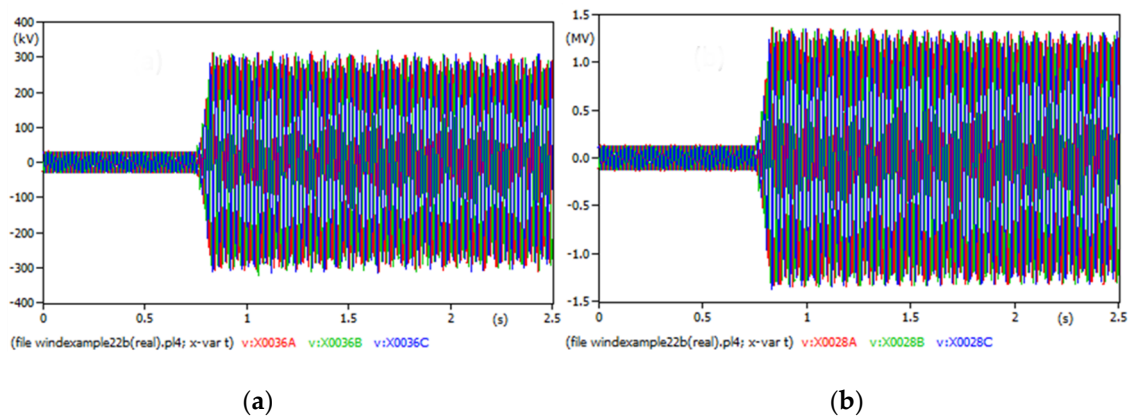 400
(kV)
300
200
100
0
-100
-200
-300
-400
0 0.5 1 1.5 2 (s) 2.5
(file windexample22b(real).pl4; x-var t) v:X0036A v:X0036B v:X0036C
(a)
1.5
(MV)
1.0
0.5
0.0
-0.5
-1.0
-1.5
0 0.5 1 1.5 2 (s) 2.5
(file windexample22b(real).pl4; x-var t) v:X0028A v:X0028B v:X0028C
(b)